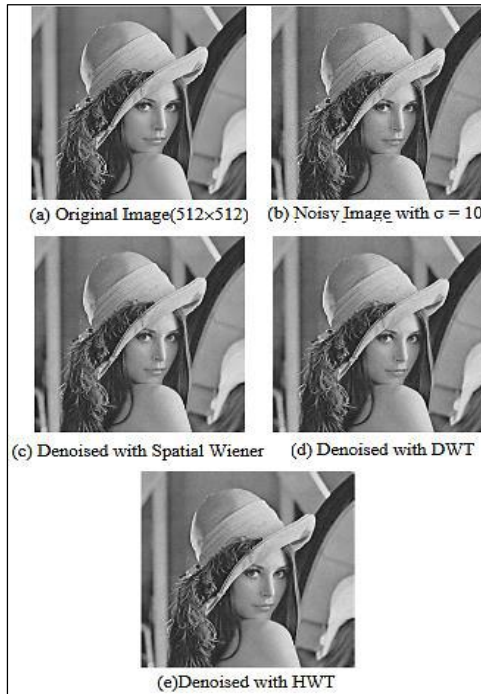 (a) Original Image(512×512)
(b) Noisy Image with σ = 10
(c) Denoised with Spatial Wiener
(d) Denoised with DWT
(e)Denoised with HWT